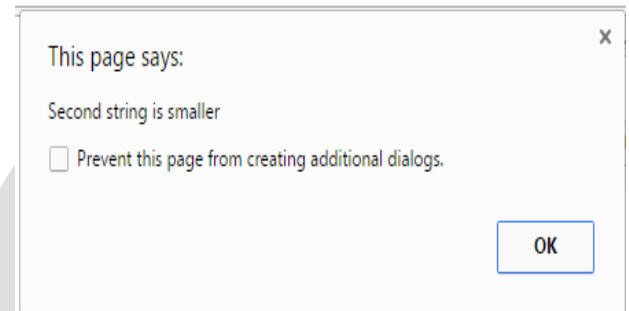 This page says:
Second string is smaller
Prevent this page from creating additional dialogs.
OK